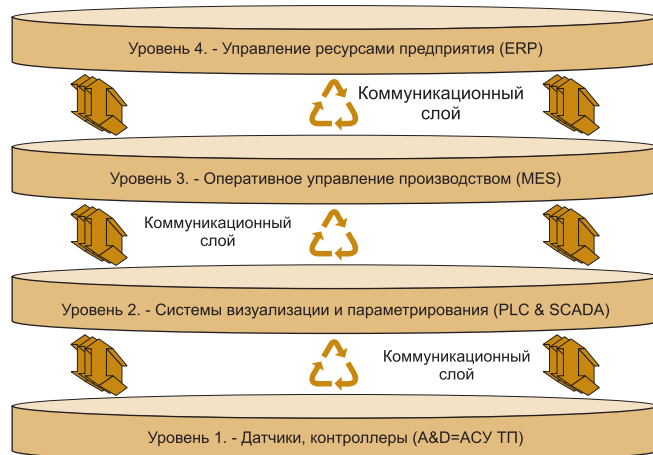 Уровень 4. - Управление ресурсами предприятия (ERP)
Коммуникационный
слой
Уровень 3. - Оперативное управление производством (MES)
Коммуникационный
слой
Уровень 2. - Системы визуализации и параметрирования (PLC & SCADA)
Коммуникационный
слой
Уровень 1. - Датчики, контроллеры (A&D=АСУ ТП)